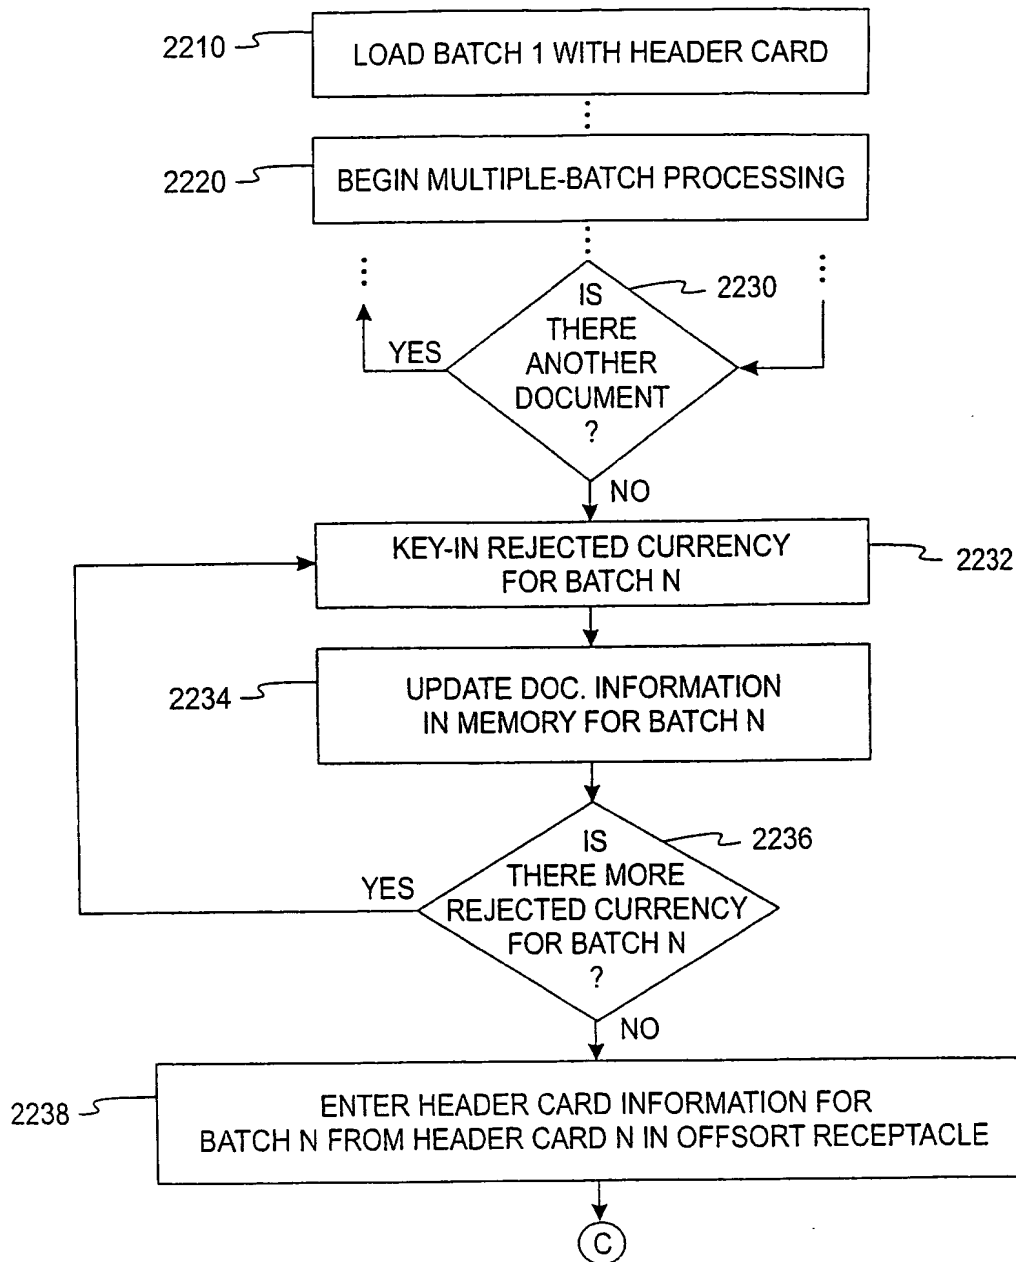 2210
LOAD BATCH 1 WITH HEADER CARD
2220
BEGIN MULTIPLE-BATCH PROCESSING
2230
IS
THERE
ANOTHER
DOCUMENT
?
YES
NO
KEY-IN REJECTED CURRENCY
FOR BATCH N
2232
2234
UPDATE DOC. INFORMATION
IN MEMORY FOR BATCH N
2236
IS
THERE MORE
REJECTED CURRENCY
FOR BATCH N
?
YES
NO
2238
ENTER HEADER CARD INFORMATION FOR
BATCH N FROM HEADER CARD N IN OFFSORT RECEPTACLE
C